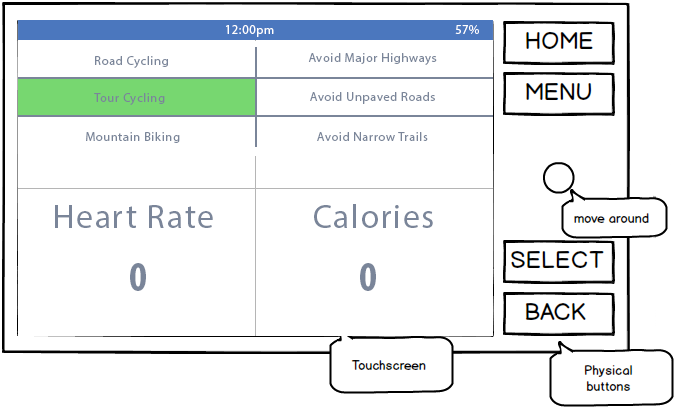 12:00pm 57%
Road Cycling Avoid Major Highways
Tour Cycling Avoid Unpaved Roads
Mountain Biking Avoid Narrow Trails
Heart Rate Calories
0 0
HOME
MENU
move around
SELECT
BACK
Touchscreen
Physical
buttons